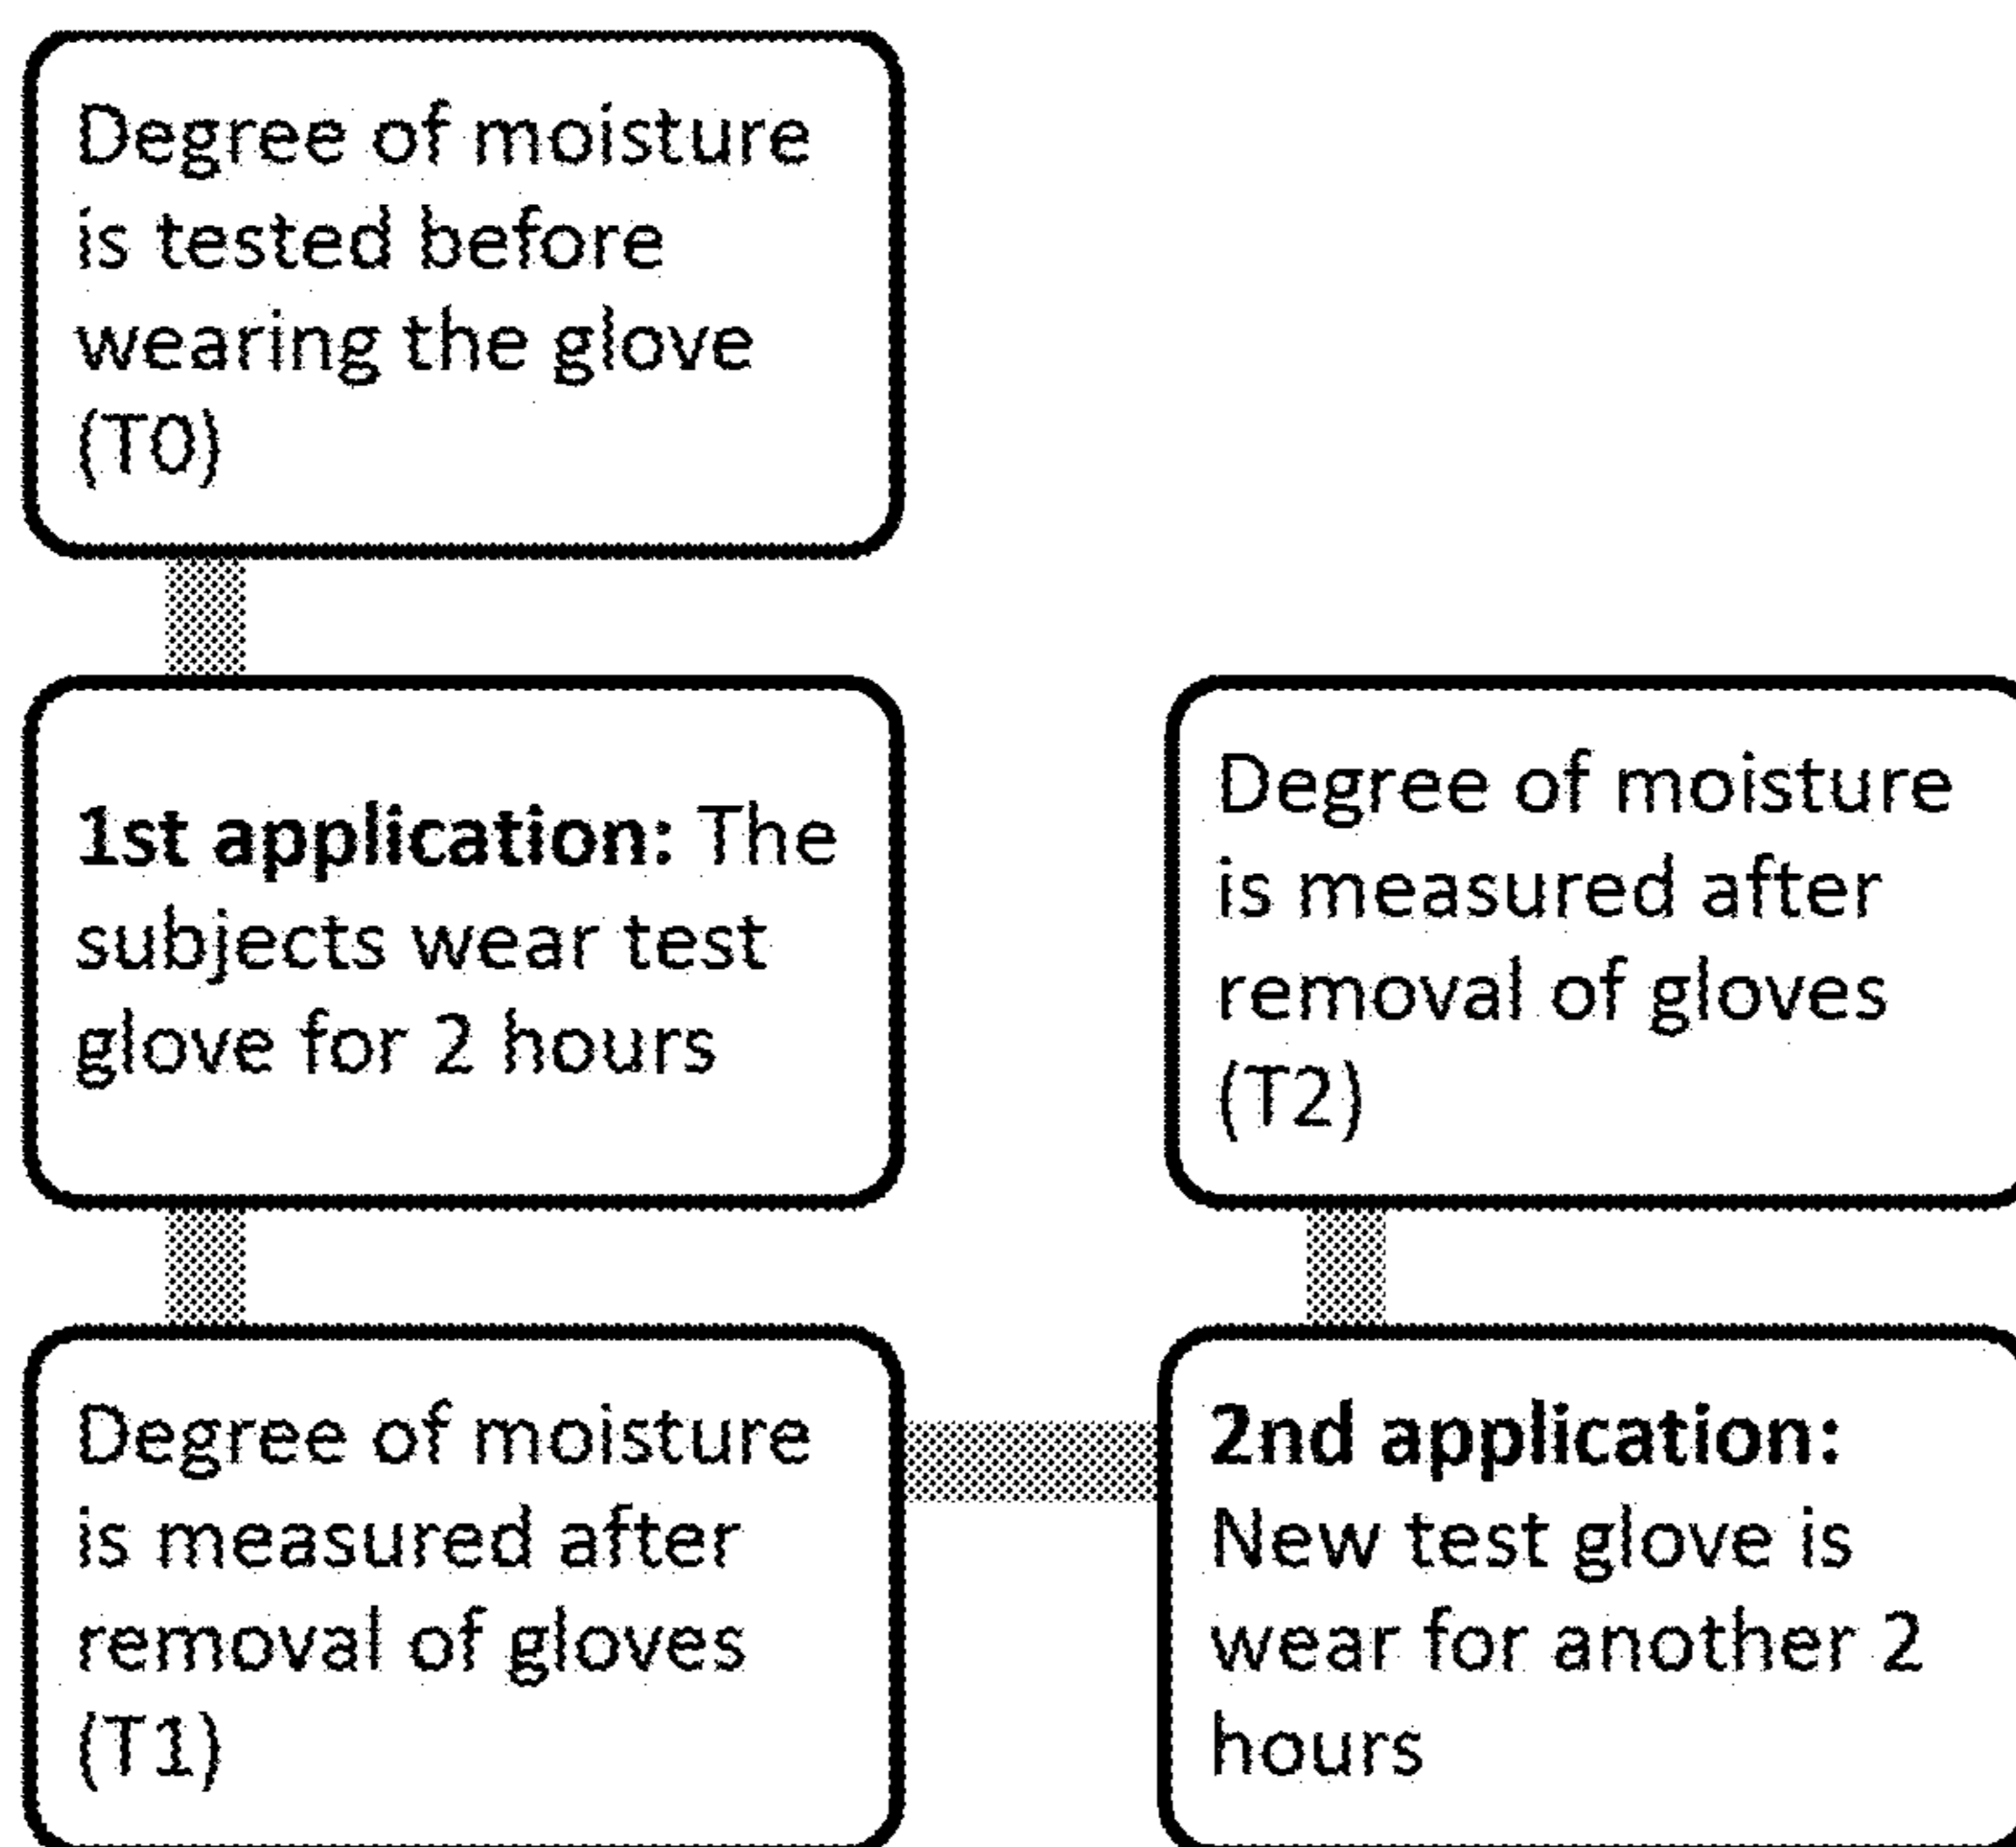 Degree of moisture
is tested before
wearing the glove
(T0)
1st application: The
subjects wear test
glove for 2 hours
Degree of moisture
is measured after
removal of gloves
(T1)
2nd application:
New test glove is
wear for another 2
hours
Degree of moisture
is measured after
removal of gloves
(T2)